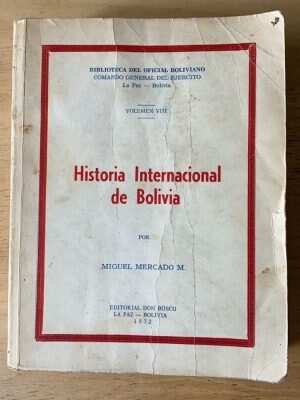 BIBLIOTECA DEL OFICIAL BOLIVIANO
COMANDO GENERAL DEL EJERCITO
La Paz — Bolivia
VOLUMEN VIII
Historia Internacional
de Bolivia
POR
MIGUEL MERCADO M.
EDITORIAL DON BOSCO
LA PAZ — BOLIVIA
1972